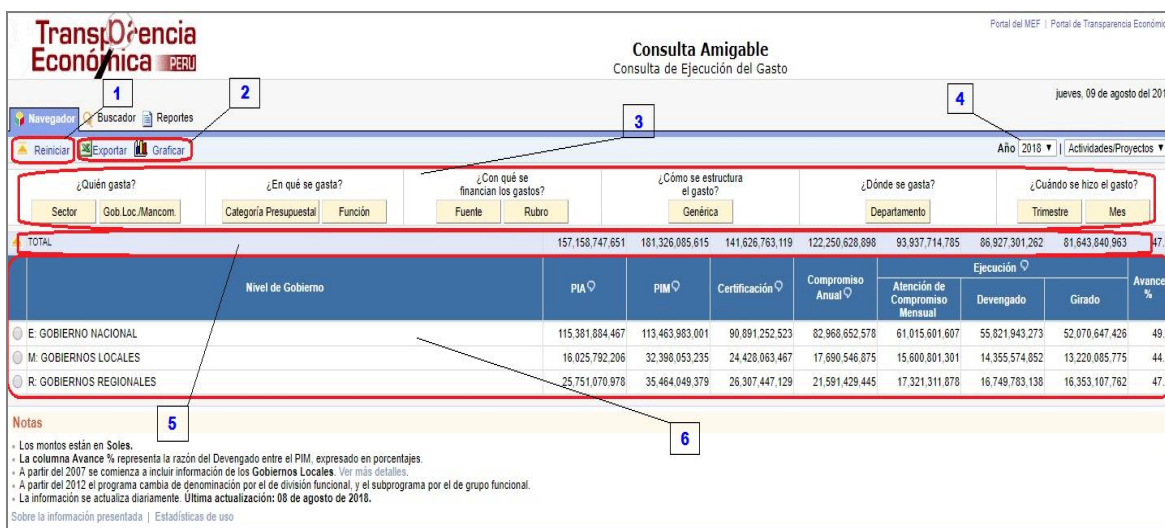 Portal del MEF | Portal de Transparencia Económic
Transparencia
Económica PERU
Consulta Amigable
Consulta de Ejecución del Gasto
jueves, 09 de agosto del 201
1
2
3
4
Navegador Buscador Reportes
Reiniciar Exportar Graficar
Año 2018 | Actividades/Proyectos
¿Quién gasta? ¿En qué se gasta? ¿Con qué se financian los gastos? ¿Cómo se estructura el gasto? ¿Dónde se gasta? ¿Cuándo se hizo el gasto?
Sector Gob.Loc./Mancom. Categoría Presupuestal Función Fuente Rubro Genérica Departamento Trimestre Mes
TOTAL 157,158,747,651 181,326,085,615 141,626,763,119 122,250,628,898 93,937,714,785 86,927,301,262 81,643,840,963 47.
Nivel de Gobierno PIA PIM Certificación Compromiso Anual Ejecución Avance %
Atención de Compromiso Mensual Devengado Girado
E: GOBIERNO NACIONAL 115,381,884,467 113,463,983,001 90,891,252,523 82,968,652,578 61,015,601,607 55,821,943,273 52,070,647,426 49.
M: GOBIERNOS LOCALES 16,025,792,206 32,398,053,235 24,428,063,467 17,690,546,875 15,600,801,301 14,355,574,852 13,220,085,775 44.
R: GOBIERNOS REGIONALES 25,751,070,978 35,464,049,379 26,307,447,129 21,591,429,445 17,321,311,878 16,749,783,138 16,353,107,762 47.
5
6
Notas
Los montos están en Soles.
La columna Avance % representa la razón del Devengado entre el PIM, expresado en porcentajes.
A partir del 2007 se comienza a incluir información de los Gobiernos Locales. Ver más detalles.
A partir del 2012 el programa cambia de denominación por el de división funcional, y el subprograma por el de grupo funcional.
La información se actualiza diariamente. Última actualización: 08 de agosto de 2018.
Sobre la información presentada | Estadísticas de uso